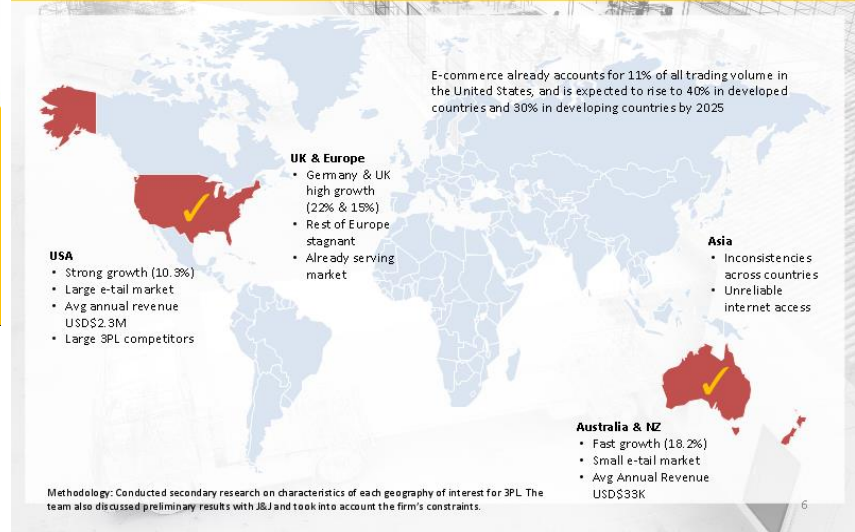 E-commerce already accounts for 11% of all trading volume in
the United States, and is expected to rise to 40% in developed
countries and 30% in developing countries by 2025
UK & Europe
• Germany & UK
high growth
(22% & 15%)
• Rest of Europe
stagnant
• Already serving
market
USA
• Strong growth (10.3%)
• Large e-tail market
• Avg annual revenue
USD$2.3M
• Large 3PL competitors
Asia
• Inconsistencies
across countries
• Unreliable
internet access
Australia & NZ
• Fast growth (18.2%)
• Small e-tail market
• Avg Annual Revenue
USD$33K
Methodology: Conducted secondary research on characteristics of each geography of interest for 3PL. The
team also discussed preliminary results with J&J and took into account the firm's constraints.
6